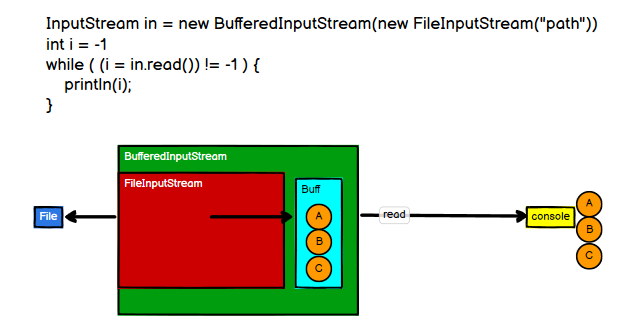 InputStream in = new BufferedInputStream(new FileInputStream("path"))
int i = -1
while ( (i = in.read()) != -1 ) {
println(i);
}
BufferedInputStream
FileInputStream
Buff
File
A
B
C
read
console
A
B
C